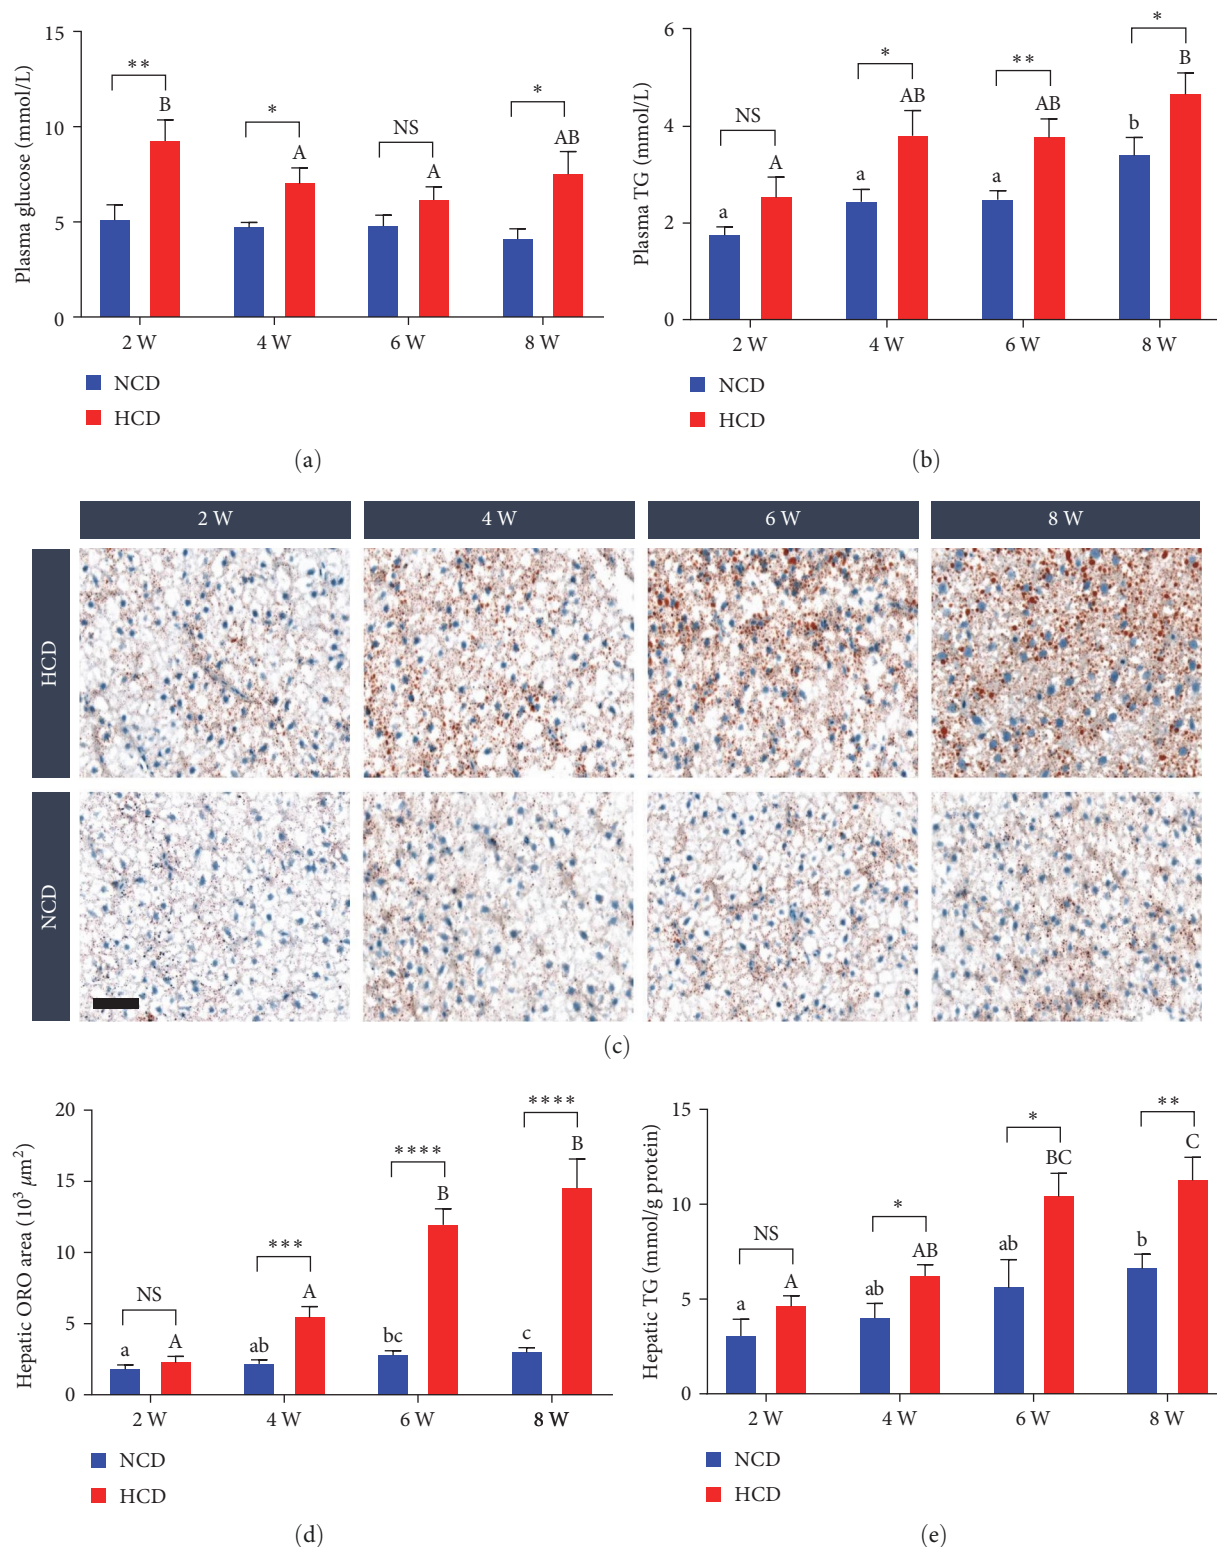 Plasma glucose (mmol/L)
15
10
5
0
** B
* A
NS A
* AB
2 W 4 W 6 W 8 W
NCD
HCD
(a)
Plasma TG (mmol/L)
6
4
2
0
NS a A
* a AB
** a AB
* b B
2 W 4 W 6 W 8 W
NCD
HCD
(b)
2 W 4 W 6 W 8 W
HCD
NCD
(c)
Hepatic ORO area (10³ μm²)
20
15
10
5
0
NS a A
*** ab A
**** bc B
**** c B
2 W 4 W 6 W 8 W
NCD
HCD
(d)
Hepatic TG (mmol/g protein)
15
10
5
0
NS a A
* ab AB
* ab BC
** b C
2 W 4 W 6 W 8 W
NCD
HCD
(e)